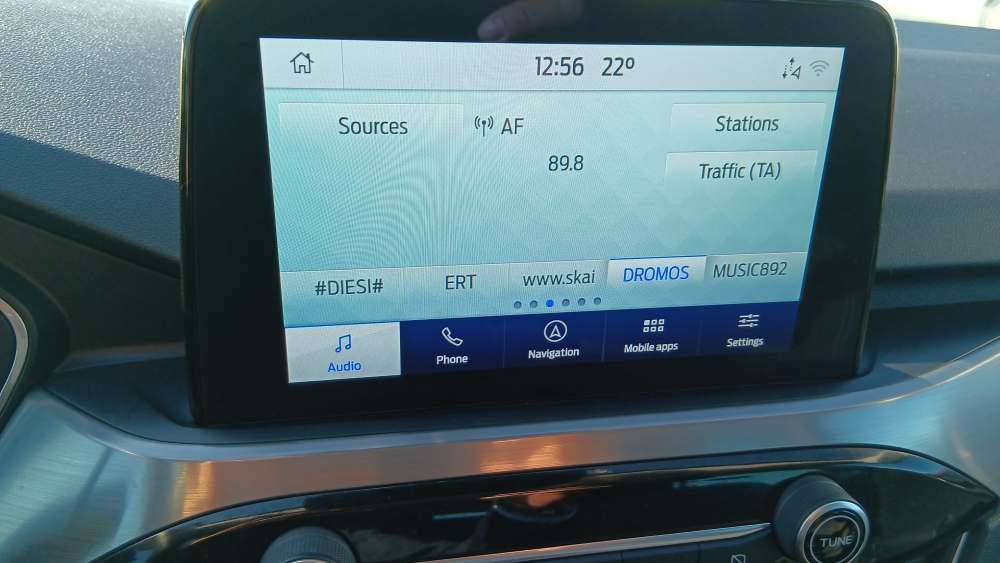 12:56 22º
Sources AF Stations
89.8 Traffic (TA)
#DIESI# ERT www.skai DROMOS MUSIC892
Audio Phone Navigation Mobile apps Settings
TUNE